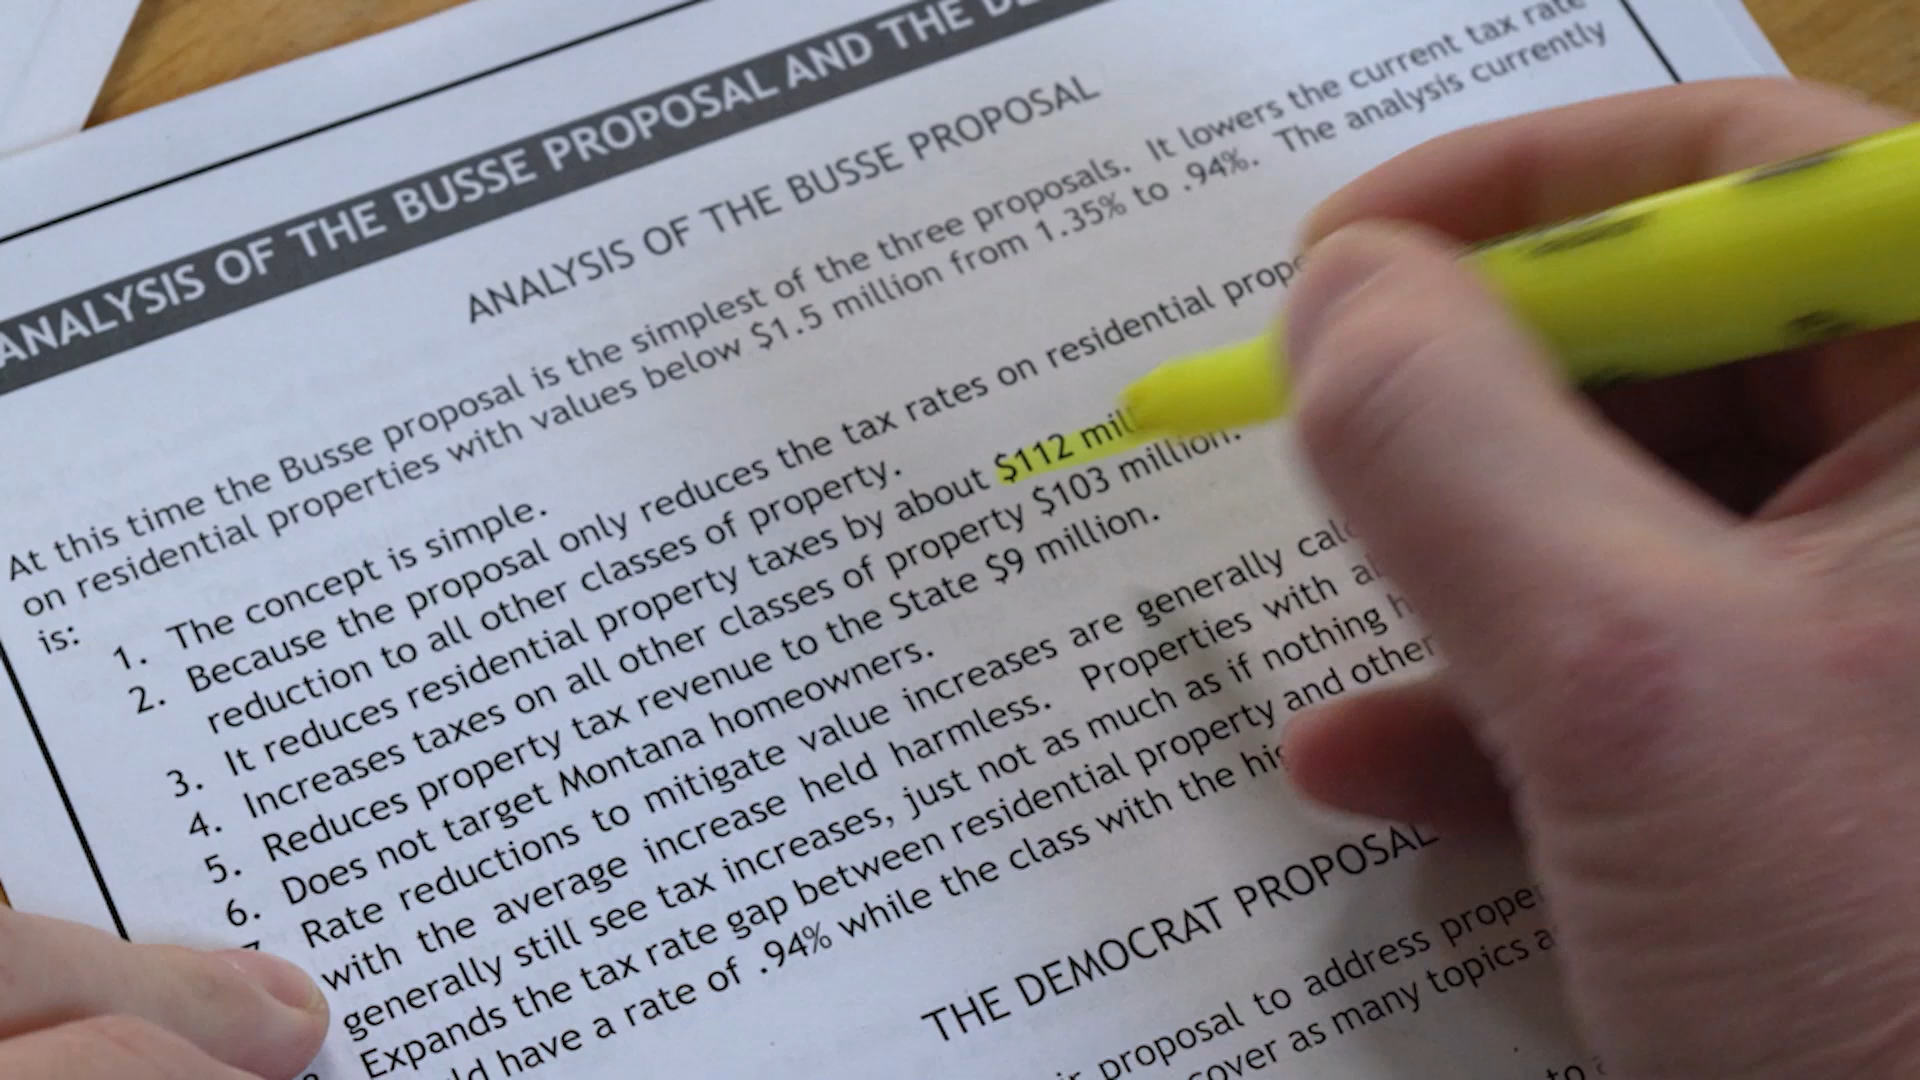 ANALYSIS OF THE BUSSE PROPOSAL AND THE
ANALYSIS OF THE BUSSE PROPOSAL
At this time the Busse proposal is the simplest of the three proposals. It lowers the current tax rate
on residential properties with values below $1.5 million from 1.35% to .94%. The analysis currently
is:
1. The concept is simple.
2. Because the proposal only reduces the tax rates on residential
reduction to all other classes of property.
3. It reduces residential property taxes by about $112
4. Increases taxes on all other classes of property $103 million.
5. Reduces property tax revenue to the State $9 million.
6. Does not target Montana homeowners.
7. Rate reductions to mitigate value increases are generally
with the average increase held harmless. Properties with
generally still see tax increases, just not as much as if nothing
Expands the tax rate gap between residential property and other
have a rate of .94% while the class with the
THE DEMOCRAT PROPOSAL
proposal to address
cover as many topics
to